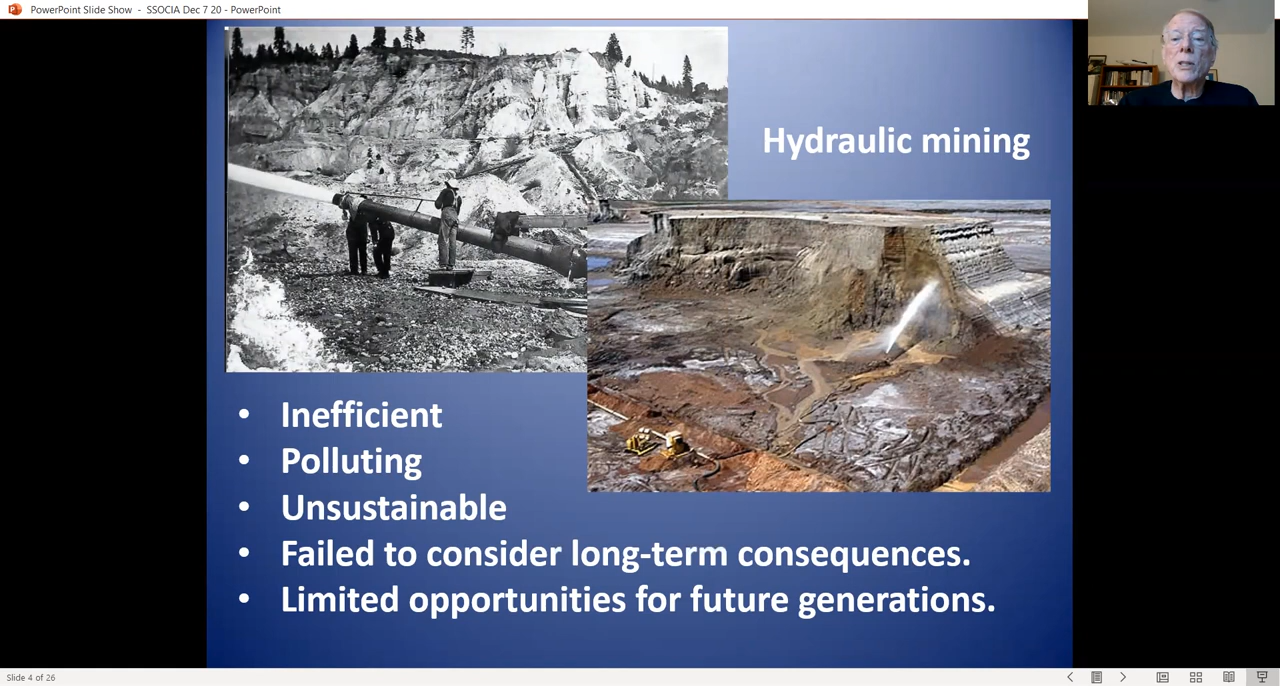 PowerPoint Slide Show - SSOCIA Dec 7 20 - PowerPoint
Hydraulic mining
• Inefficient
• Polluting
• Unsustainable
• Failed to consider long-term consequences.
• Limited opportunities for future generations.
Slide 4 of 26